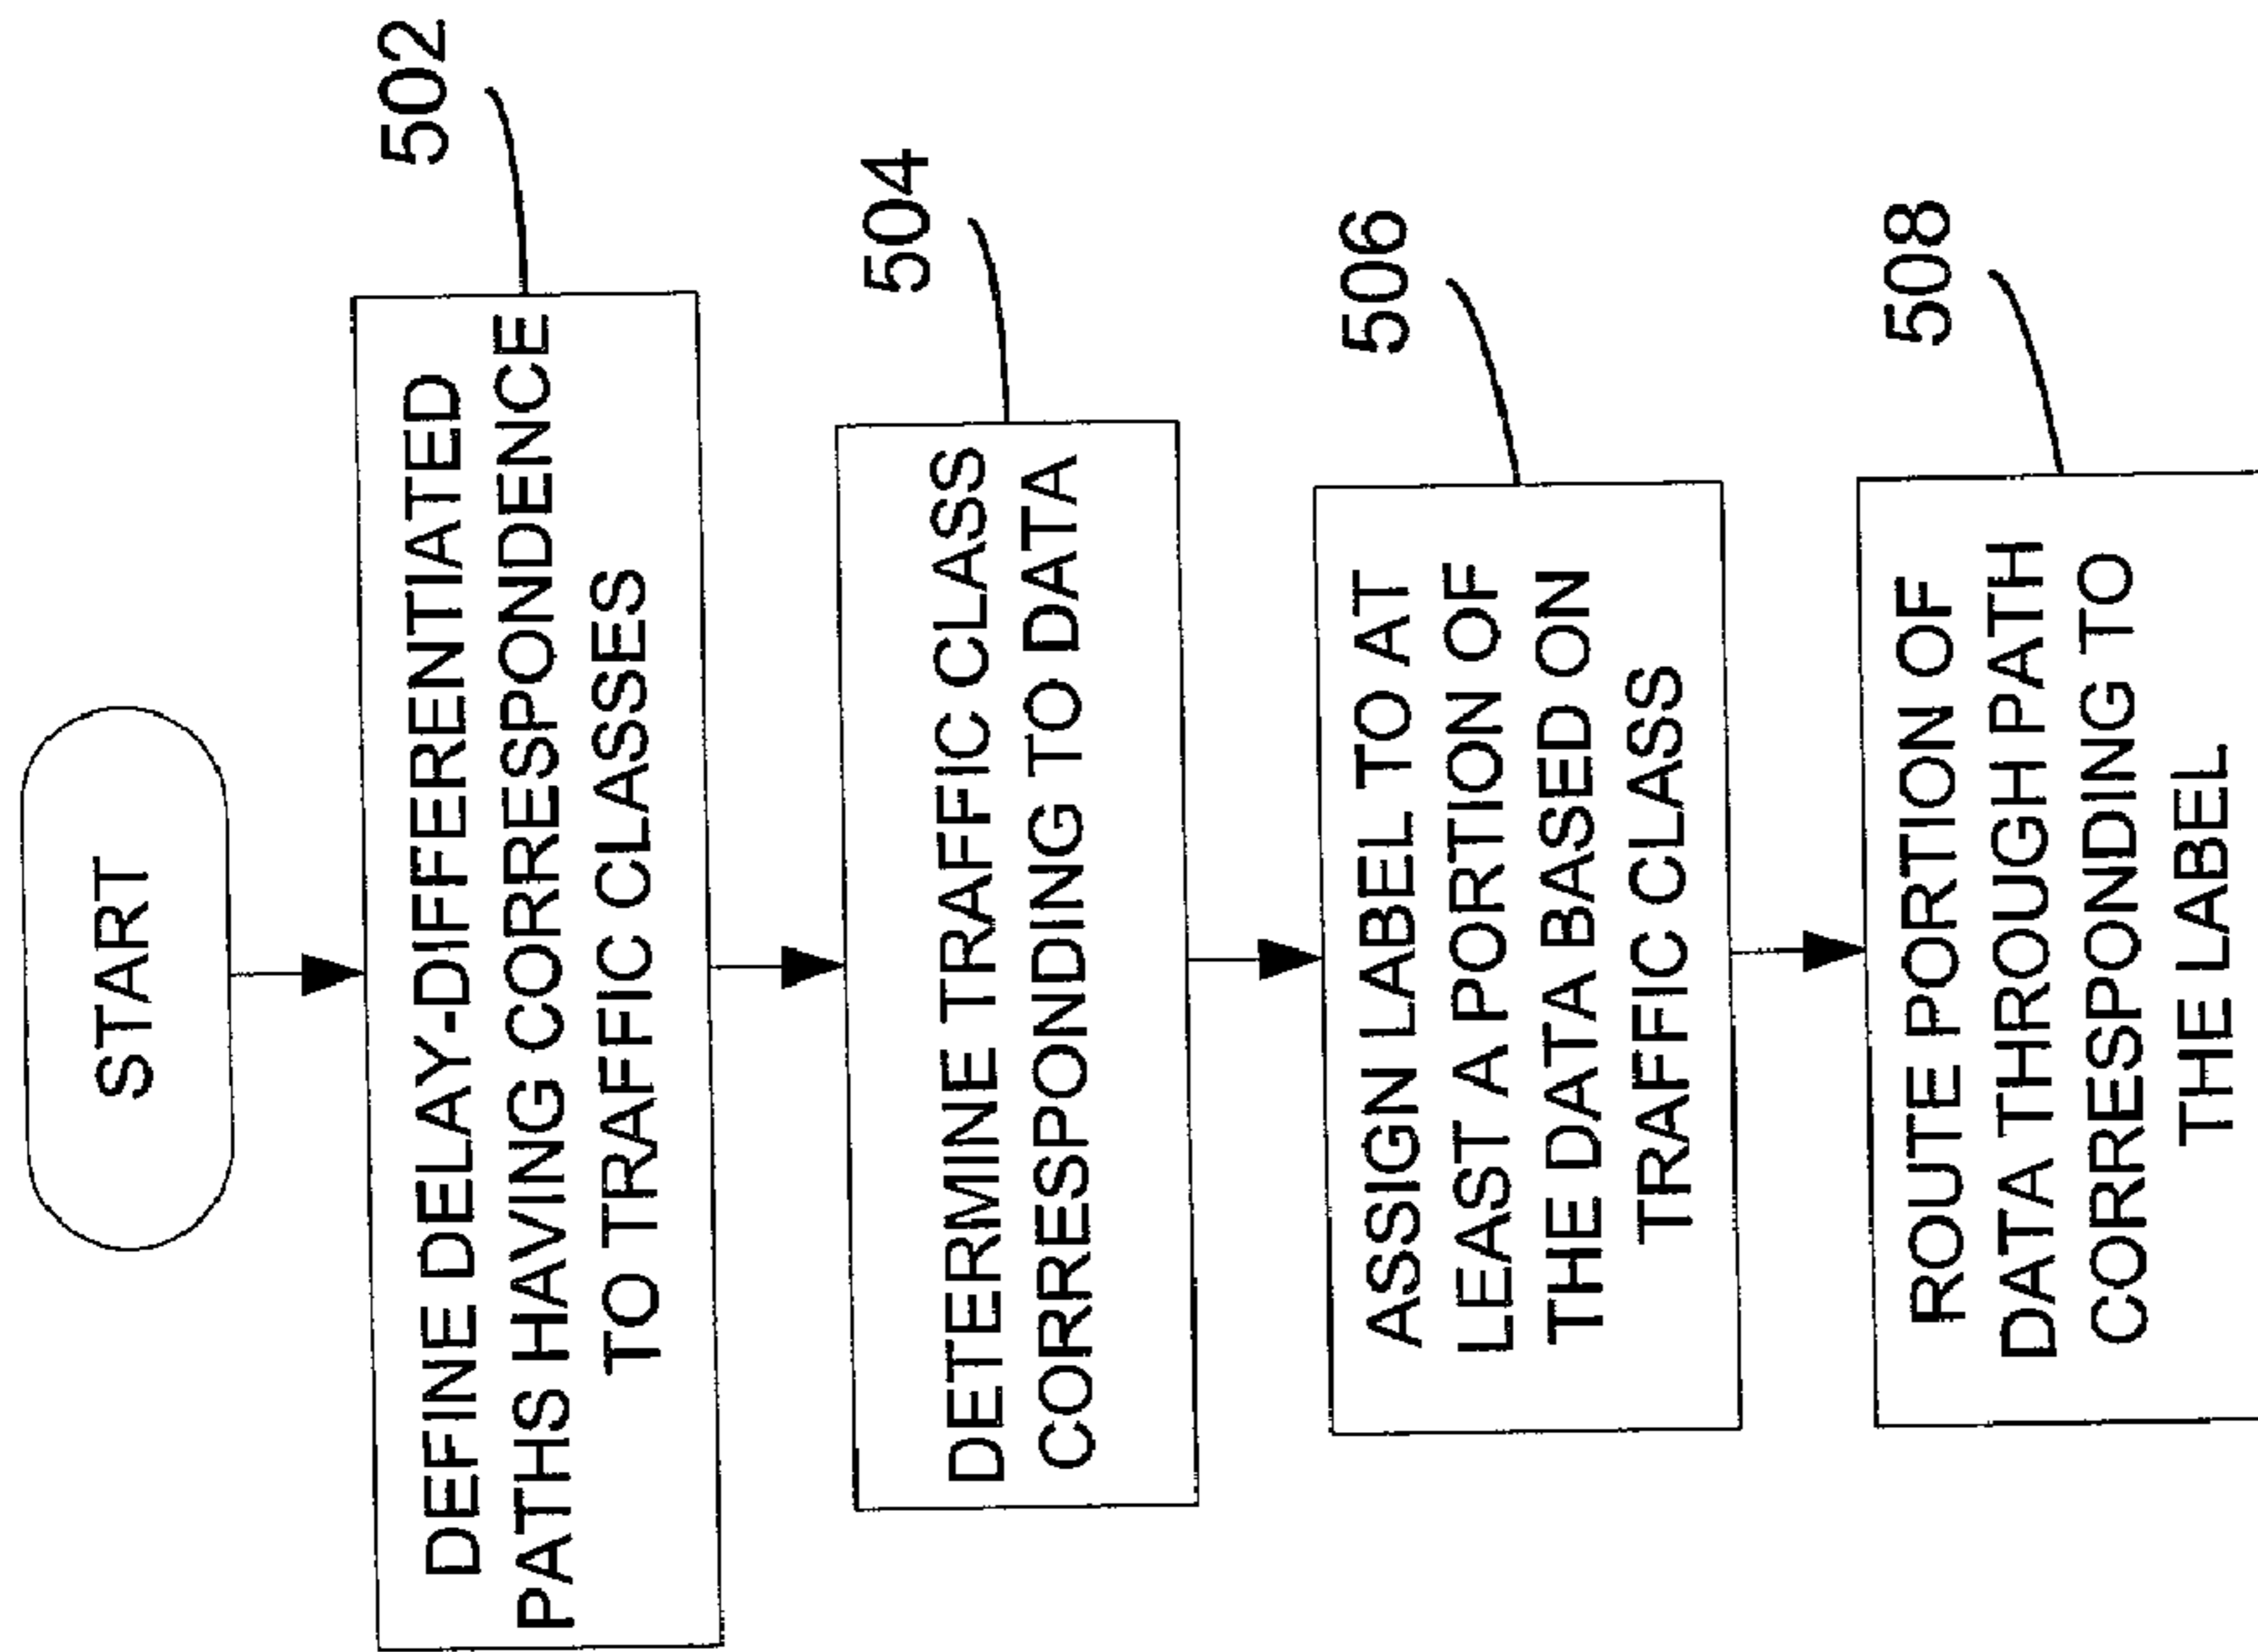 START
DEFINE DELAY-DIFFERENTIATED
PATHS HAVING CORRESPONDENCE
TO TRAFFIC CLASSES
502
DETERMINE TRAFFIC CLASS
CORRESPONDING TO DATA
504
ASSIGN LABEL TO AT
LEAST A PORTION OF
THE DATA BASED ON
TRAFFIC CLASS
506
ROUTE PORTION OF
DATA THROUGH PATH
CORRESPONDING TO
THE LABEL
508